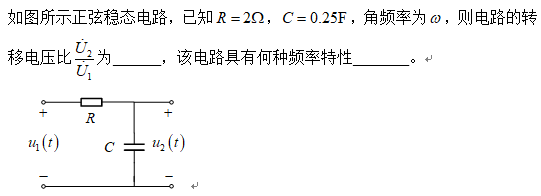 如图所示正弦稳态电路，已知 R = 2Ω，C = 0.25F，角频率为 ω，则电路的转
移电压比 U̇₂/U̇₁ 为______，该电路具有何种频率特性_______。↵
+ R +
u₁(t) C u₂(t)
− − ↵